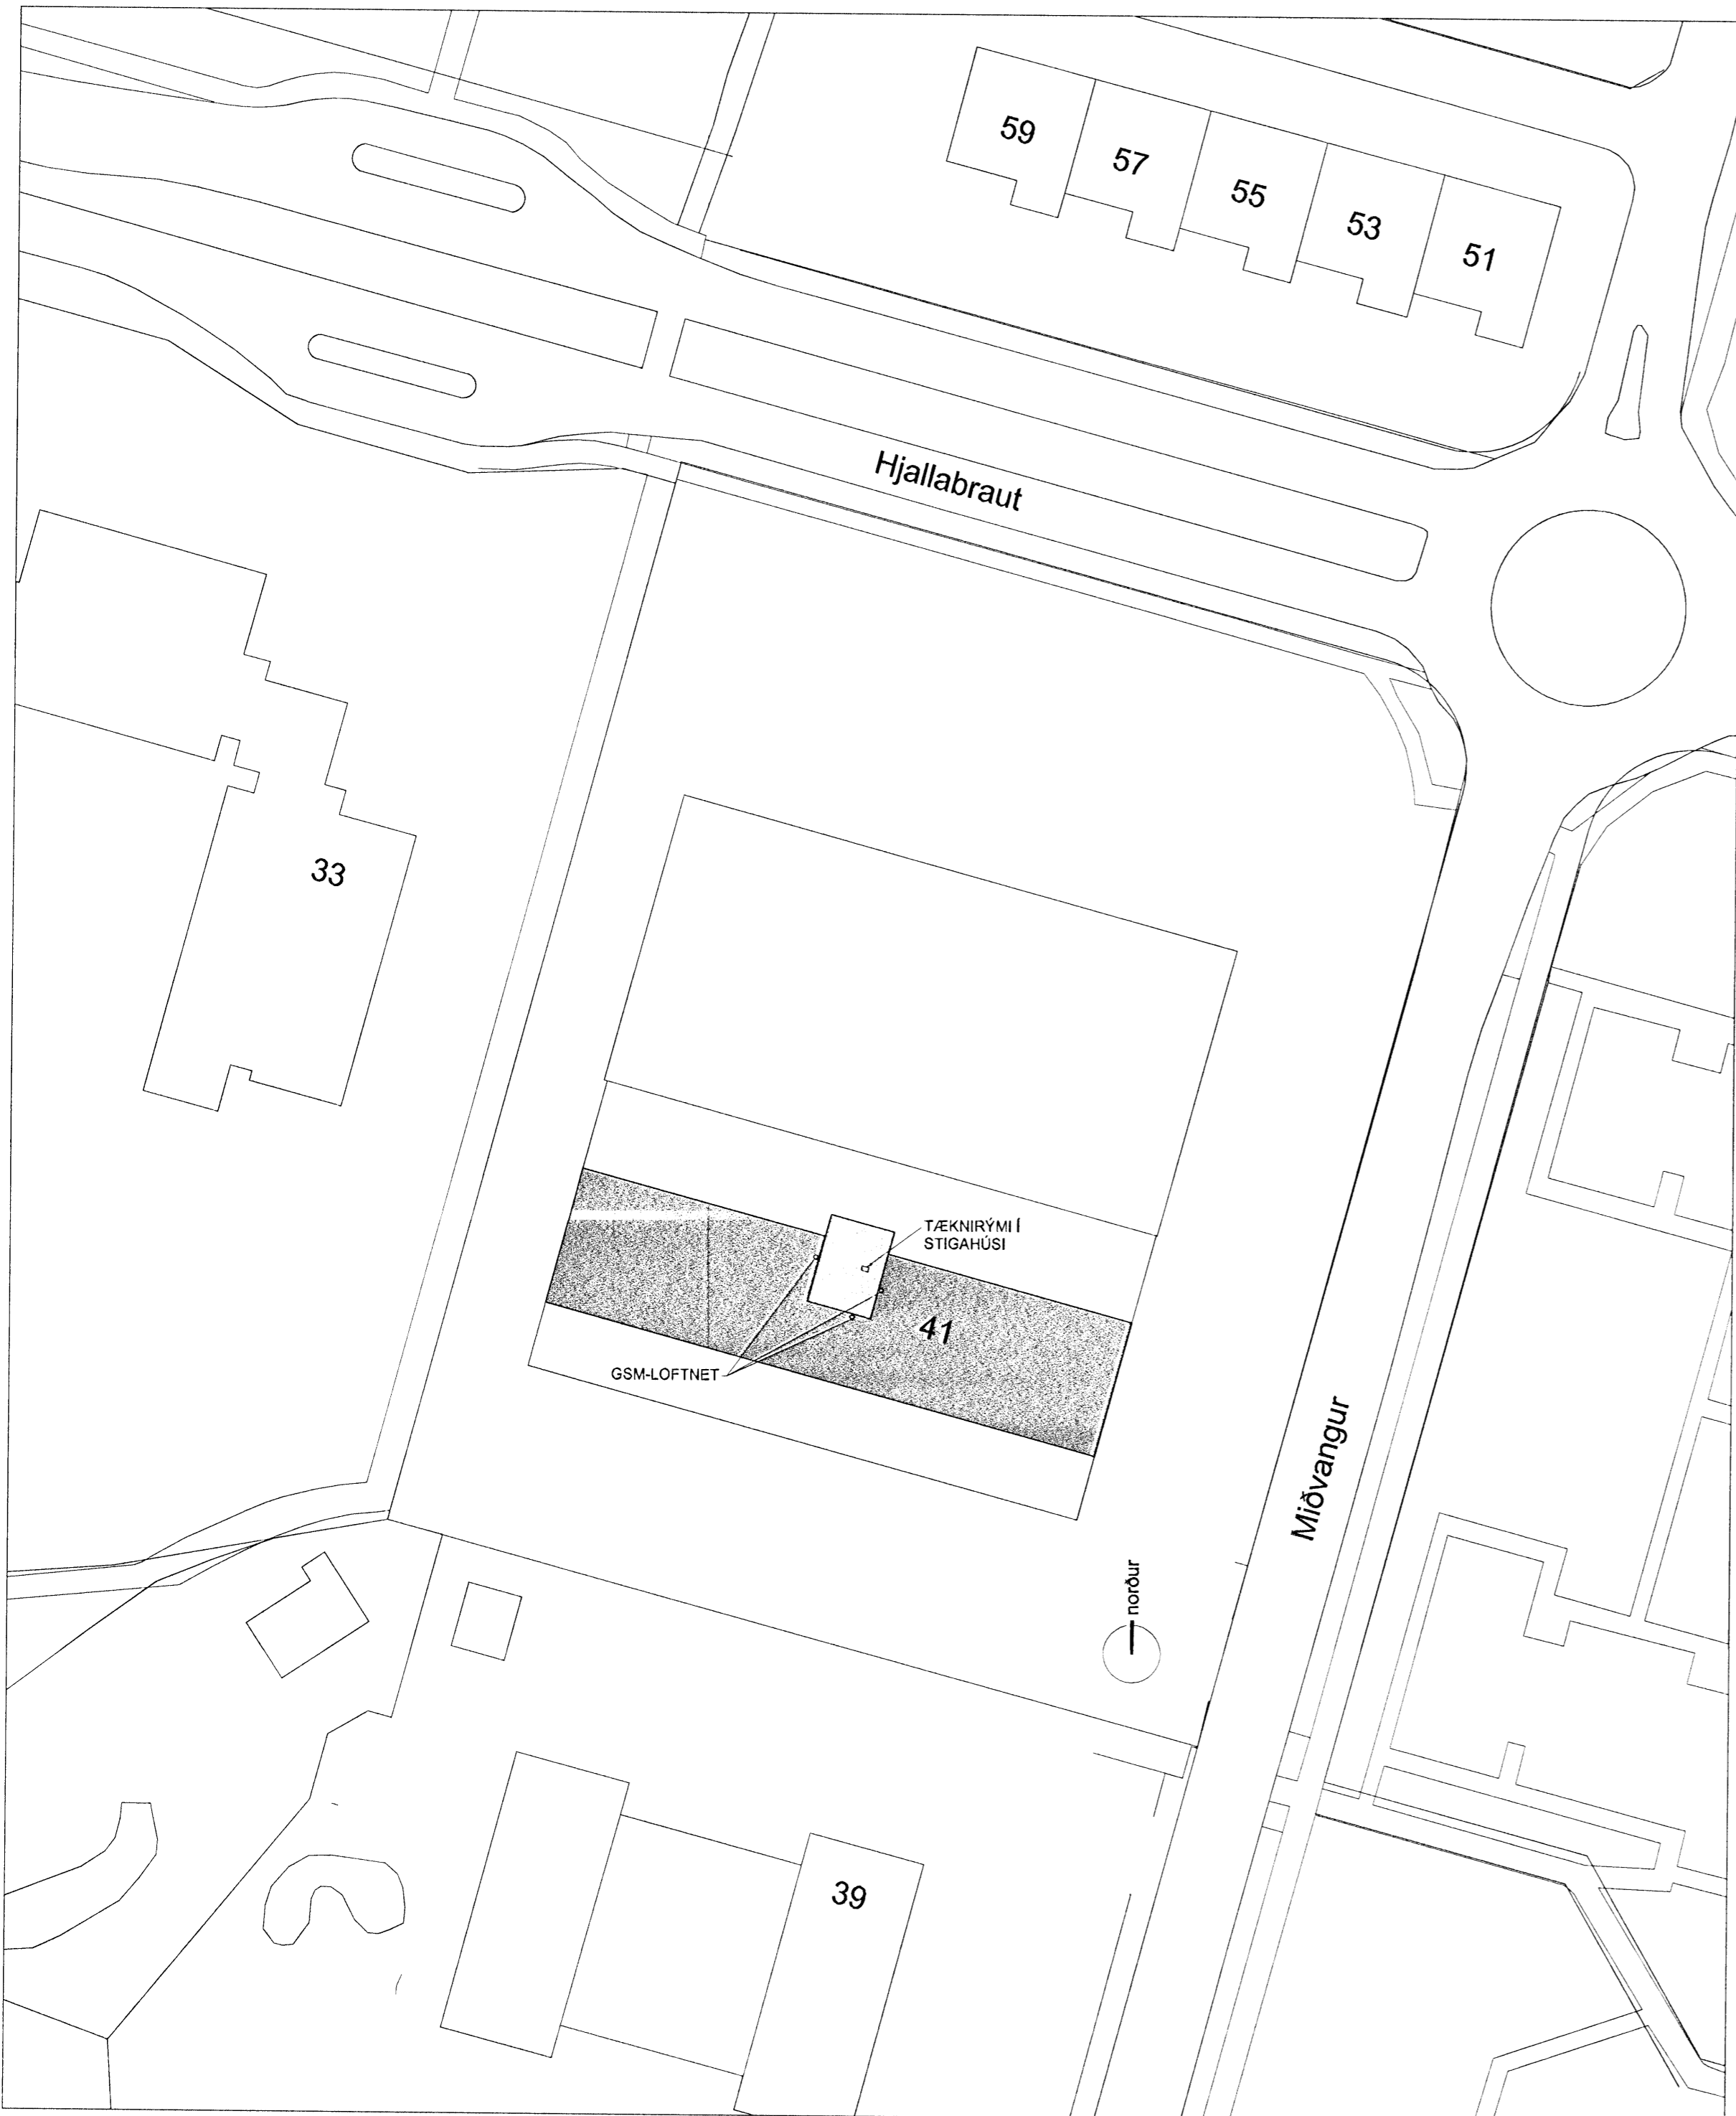 59
57
55
53
51
Hjallabraut
33
TÆKNIRÝMI Í
STIGAHÚSI
41
GSM-LOFTNET
Miðvangur
norður
39